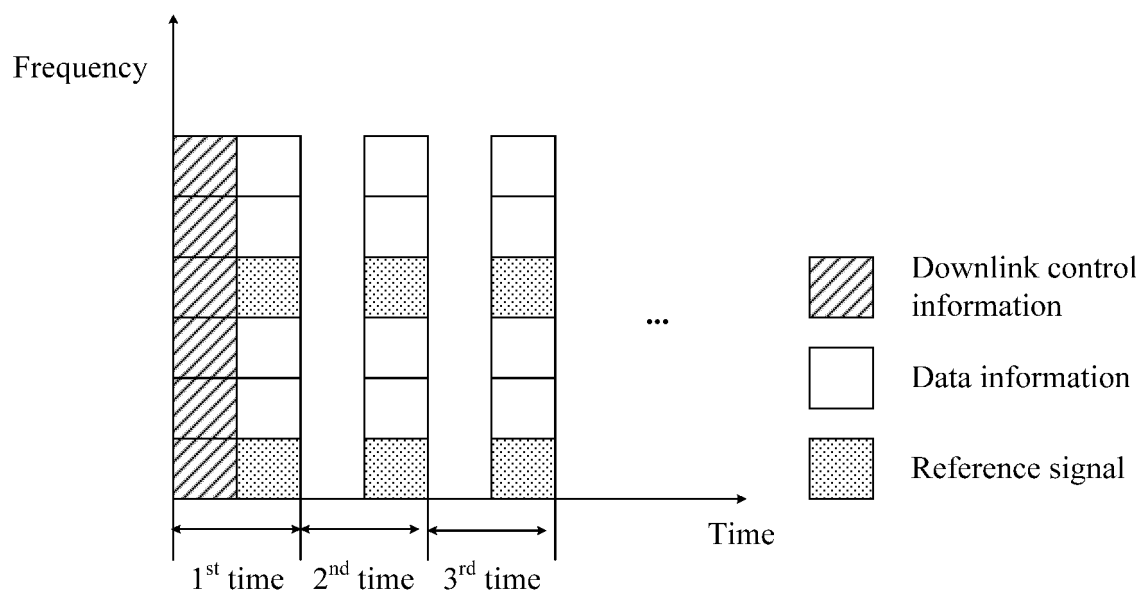 Frequency
Downlink control
information
Data information
Reference signal
...
Time
1st time
2nd time
3rd time